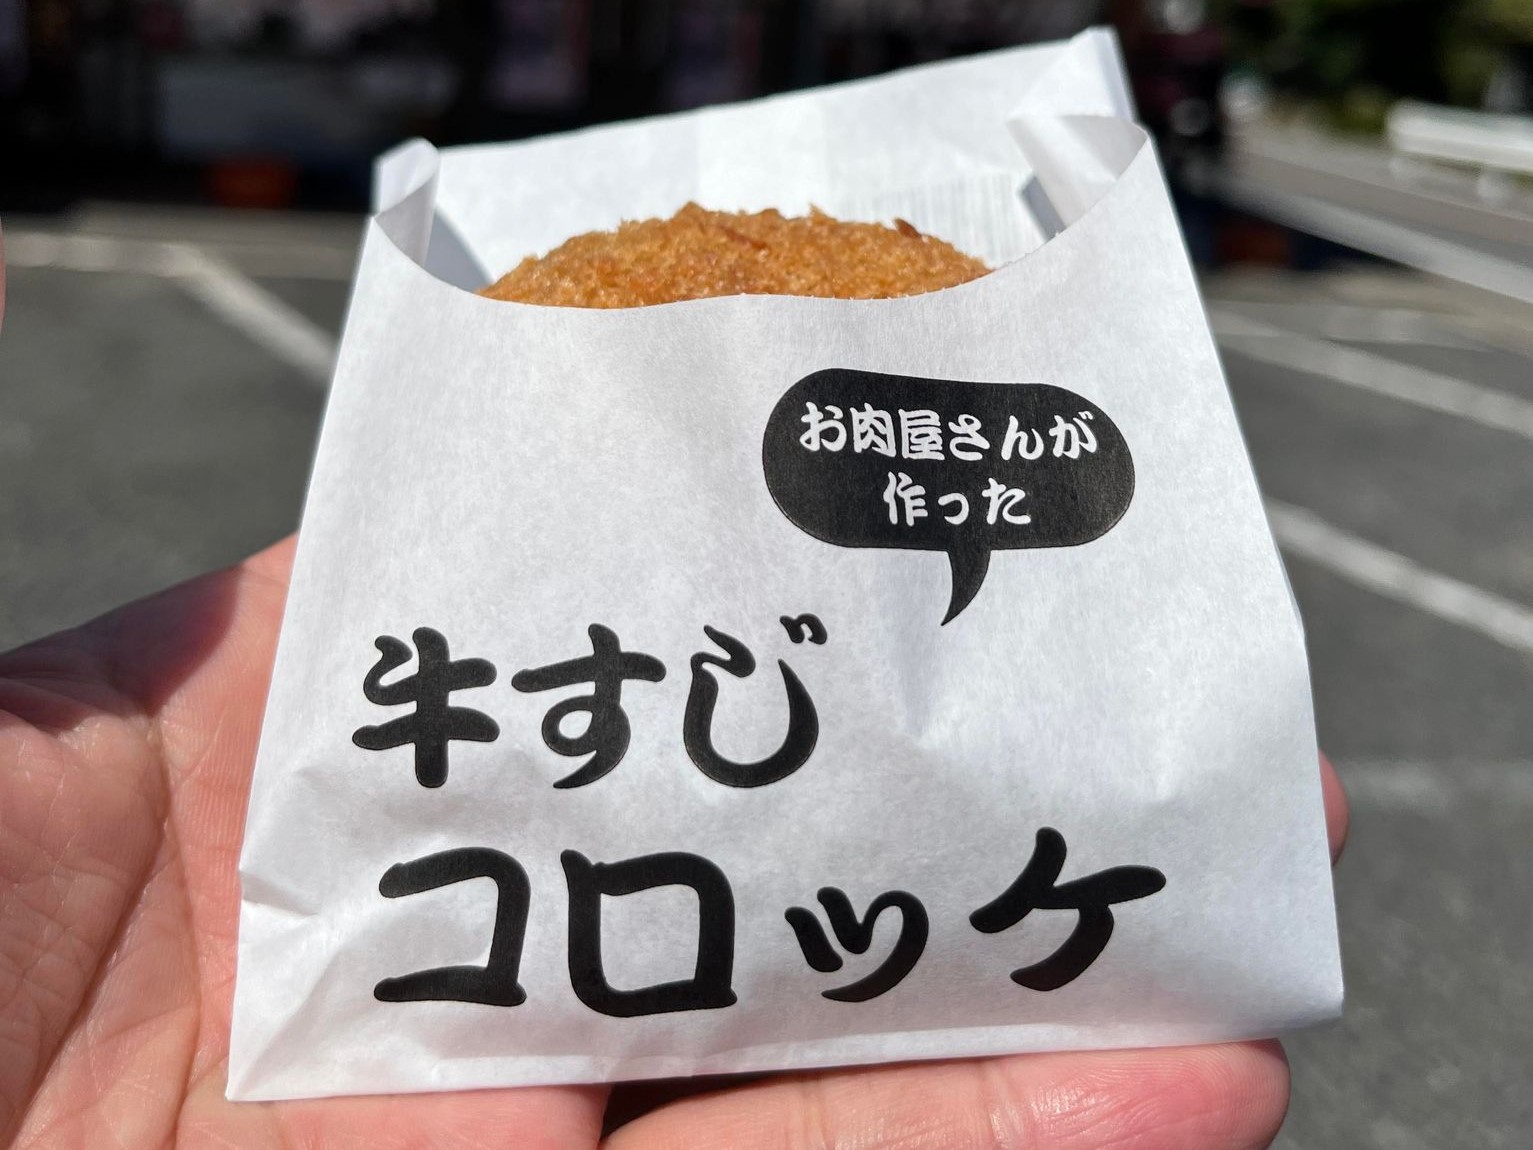 お肉屋さんが
作った
牛すじ
コロッケ